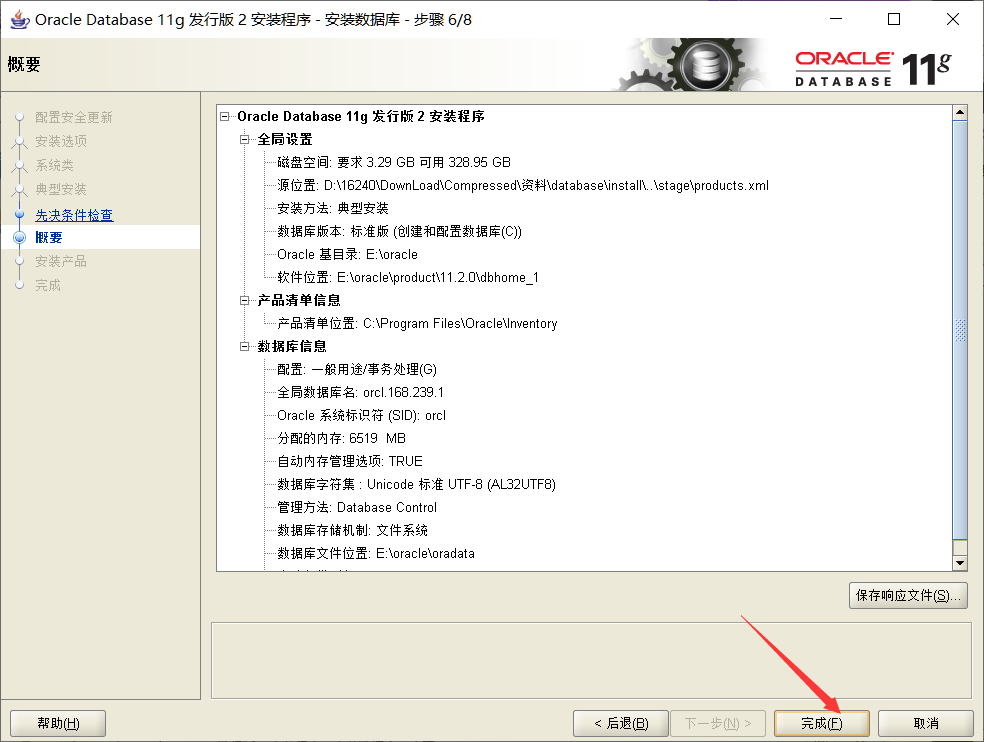 Oracle Database 11g 发行版 2 安装程序 - 安装数据库 - 步骤 6/8
概要
ORACLE
DATABASE
11g
配置安全更新
安装选项
系统类
典型安装
先决条件检查
概要
安装产品
完成
Oracle Database 11g 发行版 2 安装程序
全局设置
磁盘空间: 要求 3.29 GB 可用 328.95 GB
源位置: D:\16240\DownLoad\Compressed\资料\database\install\..\stage\products.xml
安装方法: 典型安装
数据库版本: 标准版 (创建和配置数据库(C))
Oracle 基目录: E:\oracle
软件位置: E:\oracle\product\11.2.0\dbhome_1
产品清单信息
产品清单位置: C:\Program Files\Oracle\Inventory
数据库信息
配置: 一般用途/事务处理(G)
全局数据库名: orcl.168.239.1
Oracle 系统标识符 (SID): orcl
分配的内存: 6519 MB
自动内存管理选项: TRUE
数据库字符集 : Unicode 标准 UTF-8 (AL32UTF8)
管理方法: Database Control
数据库存储机制: 文件系统
数据库文件位置: E:\oracle\oradata
保存响应文件(S)...
帮助(H)
< 后退(B)
下一步(N) >
完成(F)
取消